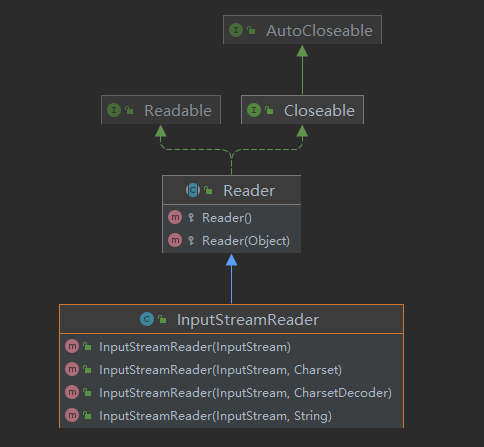 AutoCloseable
Readable
Closeable
Reader
Reader()
Reader(Object)
InputStreamReader
InputStreamReader(InputStream)
InputStreamReader(InputStream, Charset)
InputStreamReader(InputStream, CharsetDecoder)
InputStreamReader(InputStream, String)